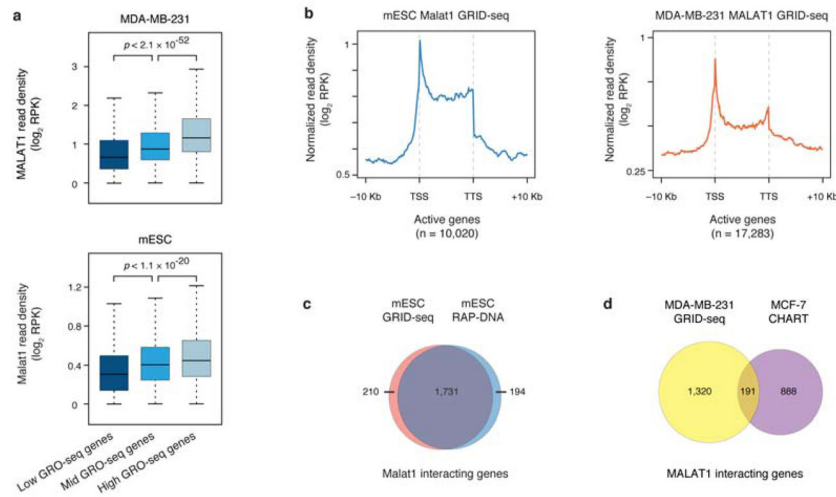 a
MDA-MB-231
p < 2.1 × 10-52
MALAT1 read density
(log2 RPK)
3
2
1
0
mESC
p < 1.1 × 10-20
Malat1 read density
(log2 RPK)
1.2
0.8
0.4
0
Low GRO-seq genes
Mid GRO-seq genes
High GRO-seq genes
b
mESC Malat1 GRID-seq
Normalized read density
(log2 RPK)
1
0.5
–10 Kb TSS TTS +10 Kb
Active genes
(n = 10,020)
MDA-MB-231 MALAT1 GRID-seq
Normalized read density
(log2 RPK)
1
0.25
–10 Kb TSS TTS +10 Kb
Active genes
(n = 17,283)
c
mESC
GRID-seq
mESC
RAP-DNA
210 1,731 194
Malat1 interacting genes
d
MDA-MB-231
GRID-seq
MCF-7
CHART
1,320 191 888
MALAT1 interacting genes